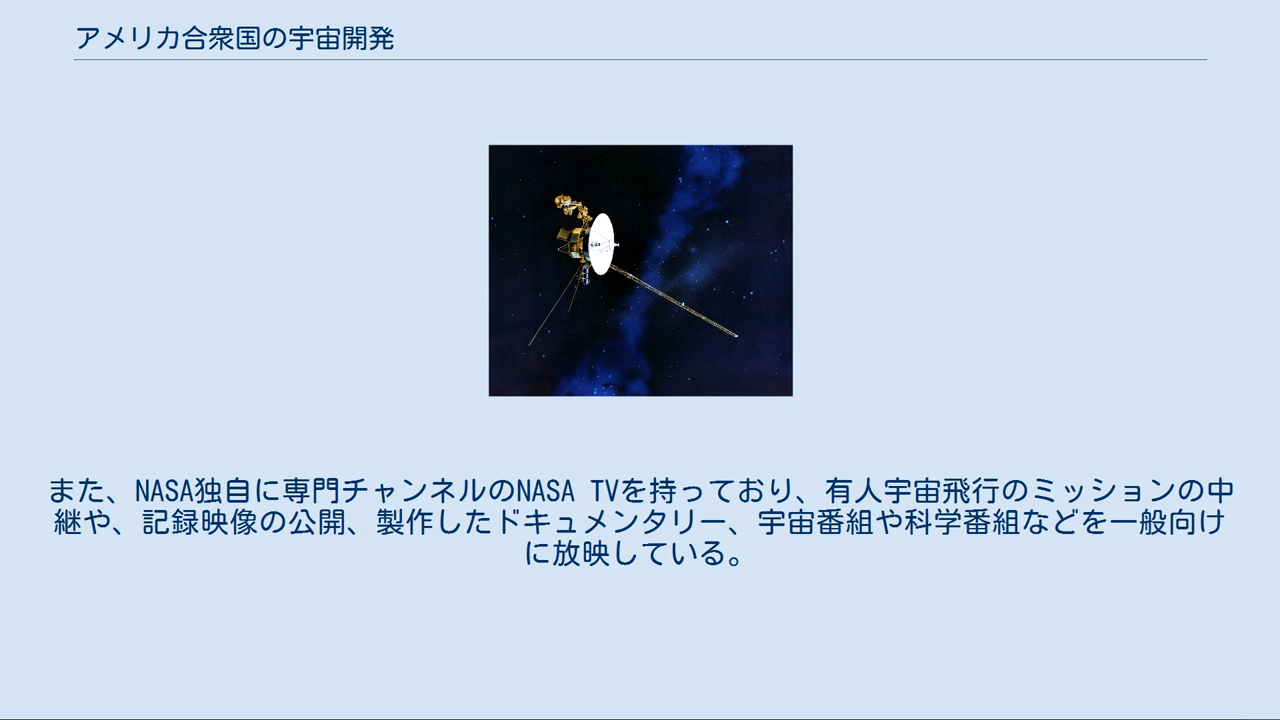 アメリカ合衆国の宇宙開発
また、NASA独自に専門チャンネルのNASA TVを持っており、有人宇宙飛行のミッションの中
継や、記録映像の公開、製作したドキュメンタリー、宇宙番組や科学番組などを一般向け
に放映している。